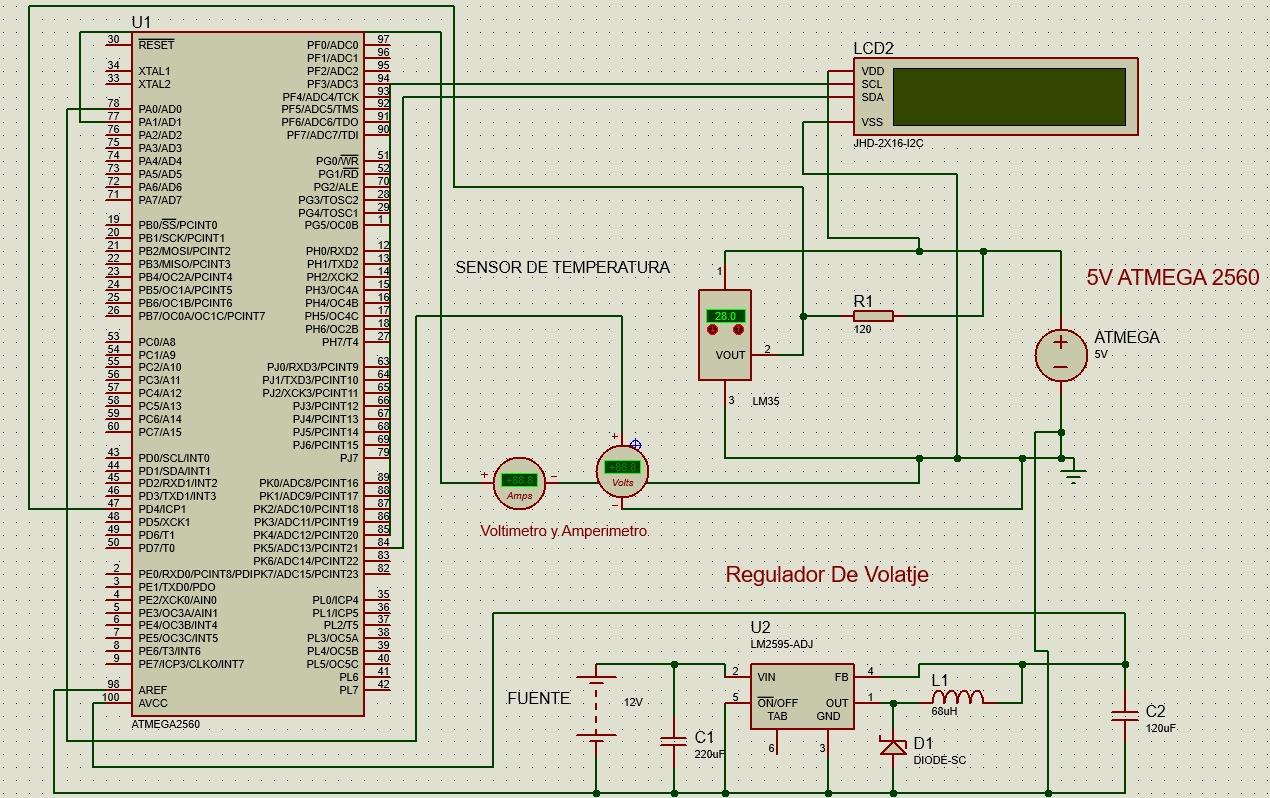 U1
30 RESET PF0/ADC0 97
PF1/ADC1 96
34 XTAL1 PF2/ADC2 95
33 XTAL2 PF3/ADC3 94
PF4/ADC4/TCK 93
78 PA0/AD0 PF5/ADC5/TMS 92
77 PA1/AD1 PF6/ADC6/TDO 91
76 PA2/AD2 PF7/ADC7/TDI 90
75 PA3/AD3
74 PA4/AD4 PG0/WR 51
73 PA5/AD5 PG1/RD 52
72 PA6/AD6 PG2/ALE 70
71 PA7/AD7 PG3/TOSC2 28
PG4/TOSC1 29
19 PB0/SS/PCINT0 PG5/OC0B 1
20 PB1/SCK/PCINT1
21 PB2/MOSI/PCINT2 PH0/RXD2 12
22 PB3/MISO/PCINT3 PH1/TXD2 13
23 PB4/OC2A/PCINT4 PH2/XCK2 14
24 PB5/OC1A/PCINT5 PH3/OC4A 15
25 PB6/OC1B/PCINT6 PH4/OC4B 16
26 PB7/OC0A/OC1C/PCINT7 PH5/OC4C 17
PH6/OC2B 18
53 PC0/A8 PH7/T4 27
54 PC1/A9
55 PC2/A10 PJ0/RXD3/PCINT9 63
56 PC3/A11 PJ1/TXD3/PCINT10 64
57 PC4/A12 PJ2/XCK3/PCINT11 65
58 PC5/A13 PJ3/PCINT12 66
59 PC6/A14 PJ4/PCINT13 67
60 PC7/A15 PJ5/PCINT14 68
PJ6/PCINT15 69
43 PD0/SCL/INT0 PJ7 79
44 PD1/SDA/INT1
45 PD2/RXD1/INT2 PK0/ADC8/PCINT16 89
46 PD3/TXD1/INT3 PK1/ADC9/PCINT17 88
47 PD4/ICP1 PK2/ADC10/PCINT18 87
48 PD5/XCK1 PK3/ADC11/PCINT19 86
49 PD6/T1 PK4/ADC12/PCINT20 85
50 PD7/T0 PK5/ADC13/PCINT21 84
PK6/ADC14/PCINT22 83
2 PE0/RXD0/PCINT8/PDI PK7/ADC15/PCINT23 82
3 PE1/TXD0/PDO
4 PE2/XCK0/AIN0 PL0/ICP4 35
5 PE3/OC3A/AIN1 PL1/ICP5 36
6 PE4/OC3B/INT4 PL2/T5 37
7 PE5/OC3C/INT5 PL3/OC5A 38
8 PE6/T3/INT6 PL4/OC5B 39
9 PE7/ICP3/CLKO/INT7 PL5/OC5C 40
PL6 41
98 AREF PL7 42
100 AVCC
ATMEGA2560
LCD2
VDD
SCL
SDA
VSS
JHD-2X16-I2C
SENSOR DE TEMPERATURA
1
28.0
VOUT 2
3 LM35
R1
120
5V ATMEGA 2560
ATMEGA
5V
+ +88.8 −
Amps
+
+88.8
Volts
−
Voltimetro y Amperimetro
Regulador De Volatje
U2
LM2595-ADJ
2 VIN FB 4
5 ON/OFF OUT 1
TAB GND
6 3
FUENTE 12V
C1
220uF
L1
68uH
D1
DIODE-SC
C2
120uF